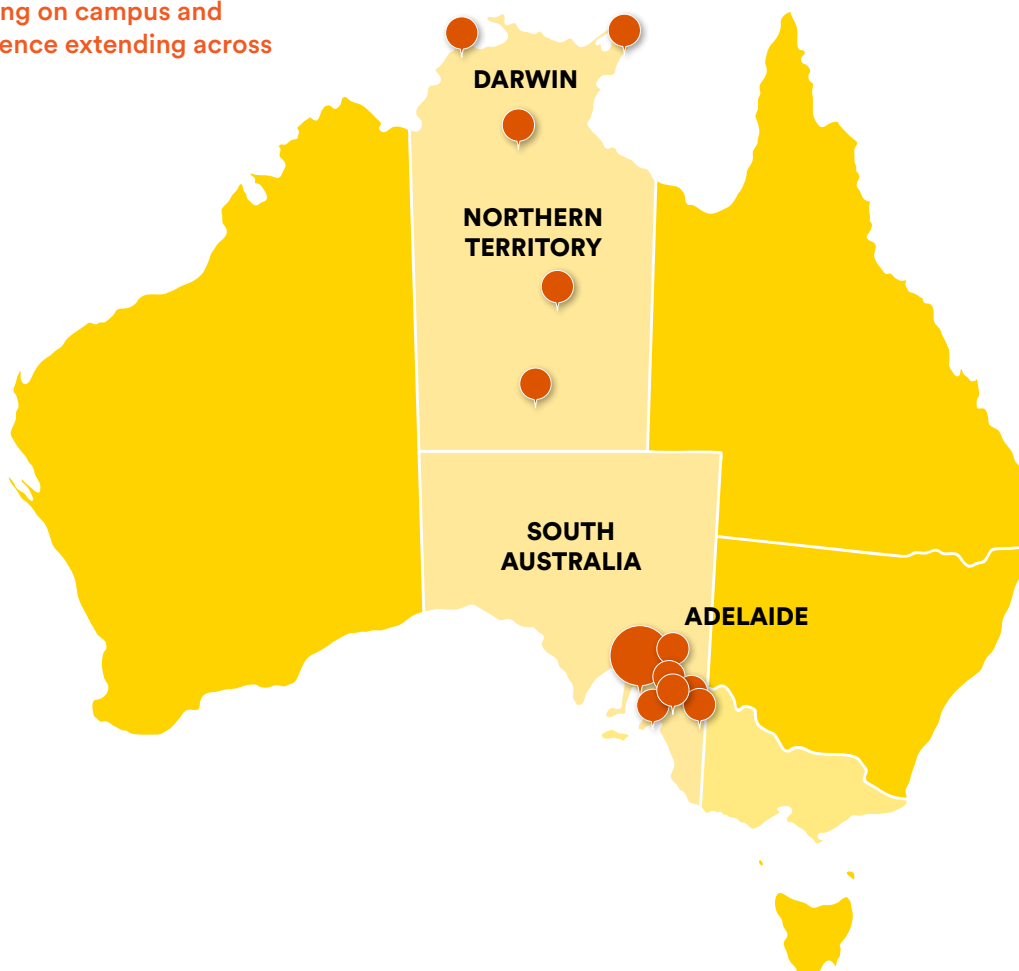 ng on campus and
ence extending across
DARWIN
NORTHERN
TERRITORY
SOUTH
AUSTRALIA
ADELAIDE